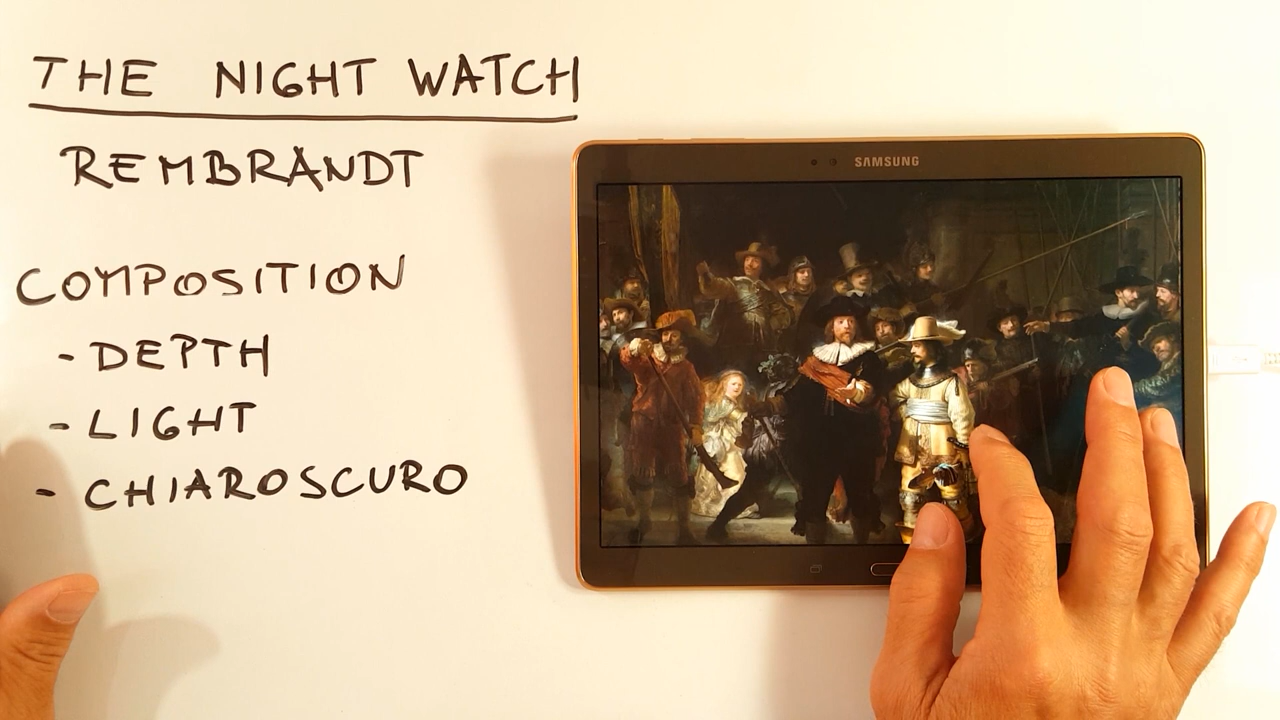 THE NIGHT WATCH
REMBRANDT
COMPOSITION
- DEPTH
- LIGHT
- CHIAROSCURO
SAMSUNG